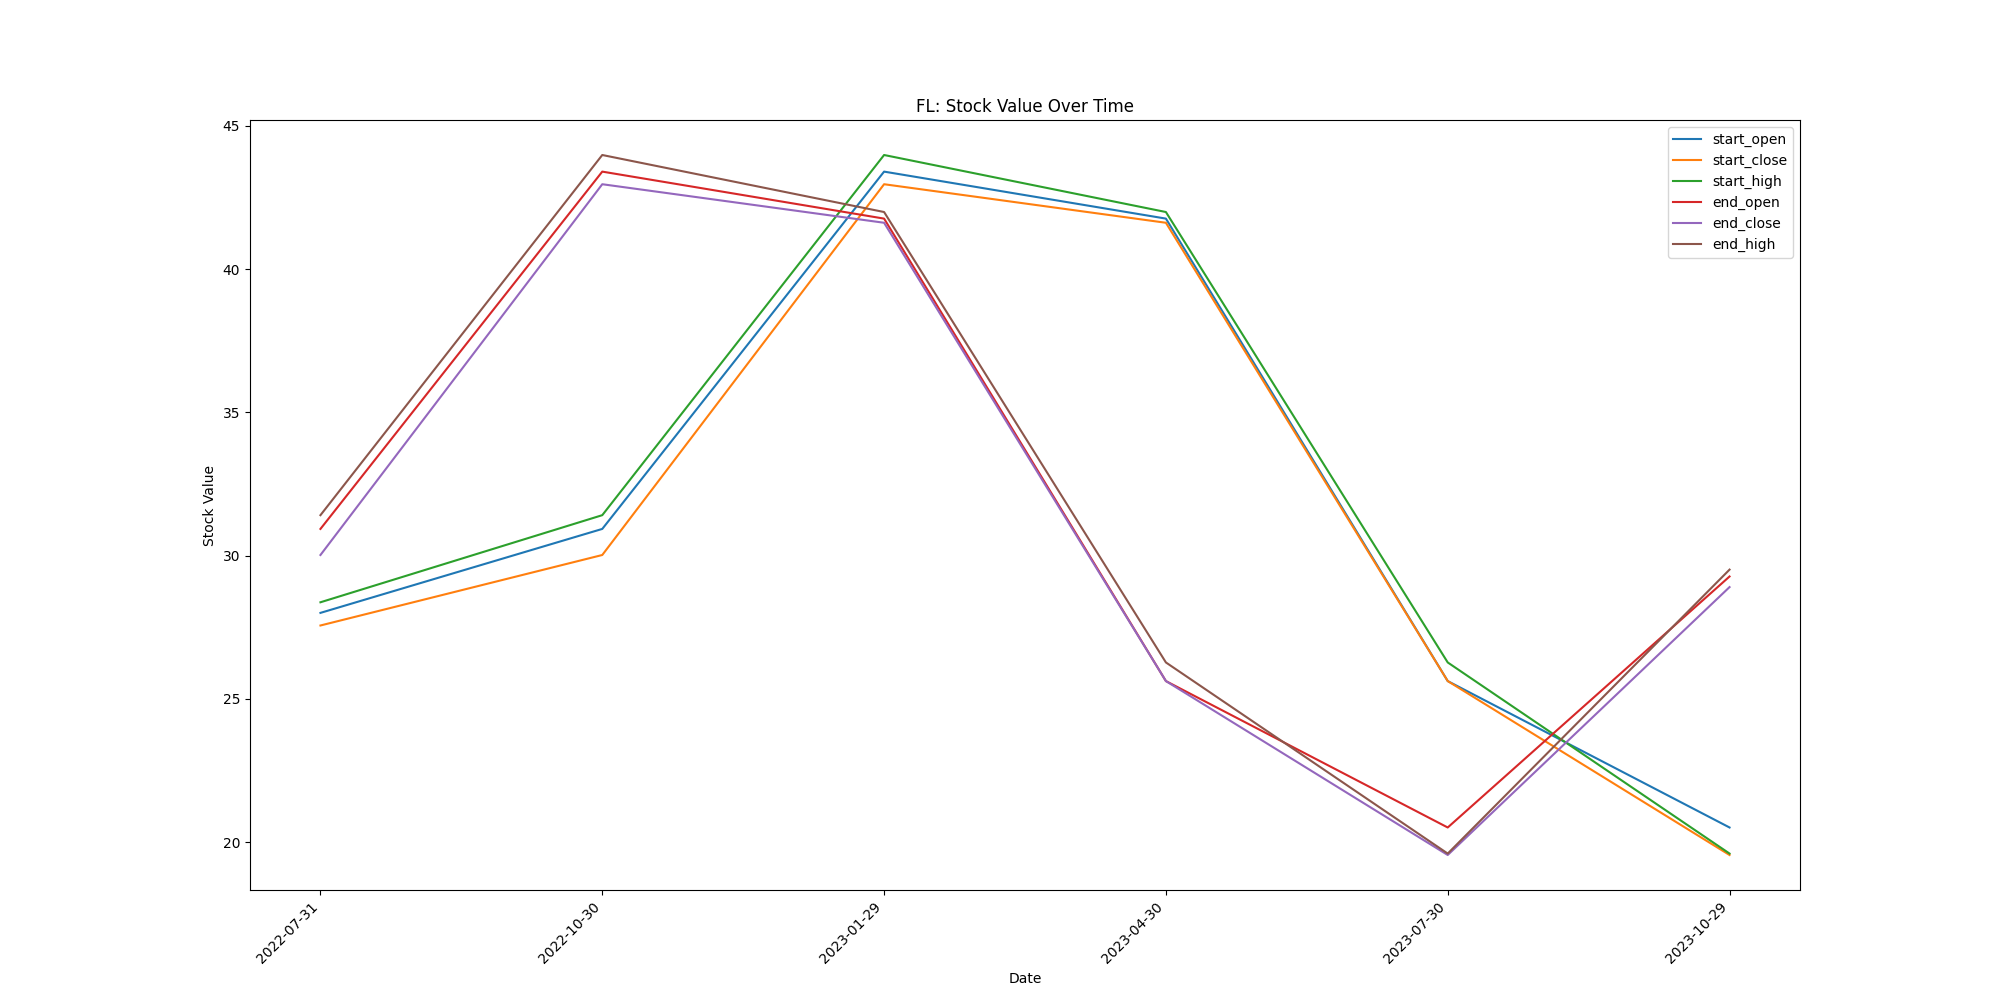 FL: Stock Value Over Time
45
40
35
30
25
20
Stock Value
start_open
start_close
start_high
end_open
end_close
end_high
2022-07-31
2022-10-30
2023-01-29
2023-04-30
2023-07-30
2023-10-29
Date